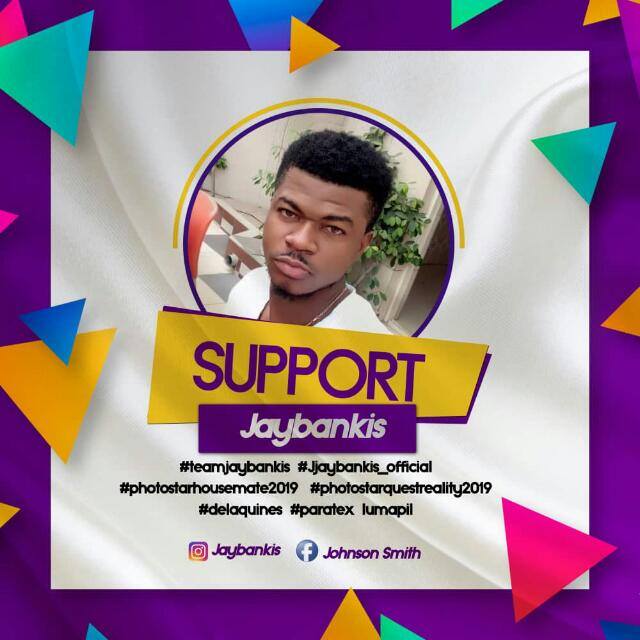 SUPPORT
Jaybankis
#teamjaybankis #Jjaybankis_official
#photostarhousemate2019 #photostarquestreality2019
#delaquines #paratex lumapil
Jaybankis Johnson Smith